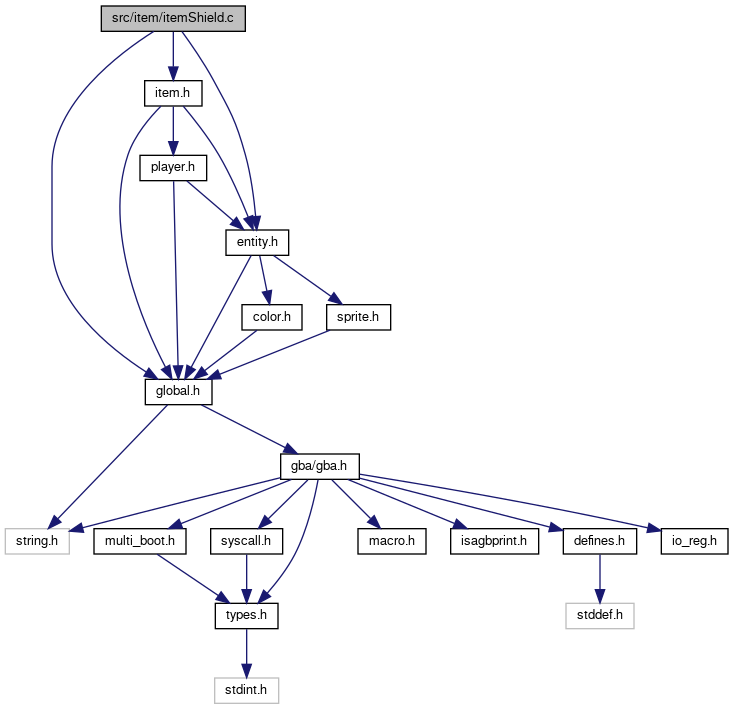 src/item/itemShield.c
item.h
player.h
entity.h
color.h
sprite.h
global.h
gba/gba.h
string.h
multi_boot.h
syscall.h
macro.h
isagbprint.h
defines.h
io_reg.h
types.h
stddef.h
stdint.h